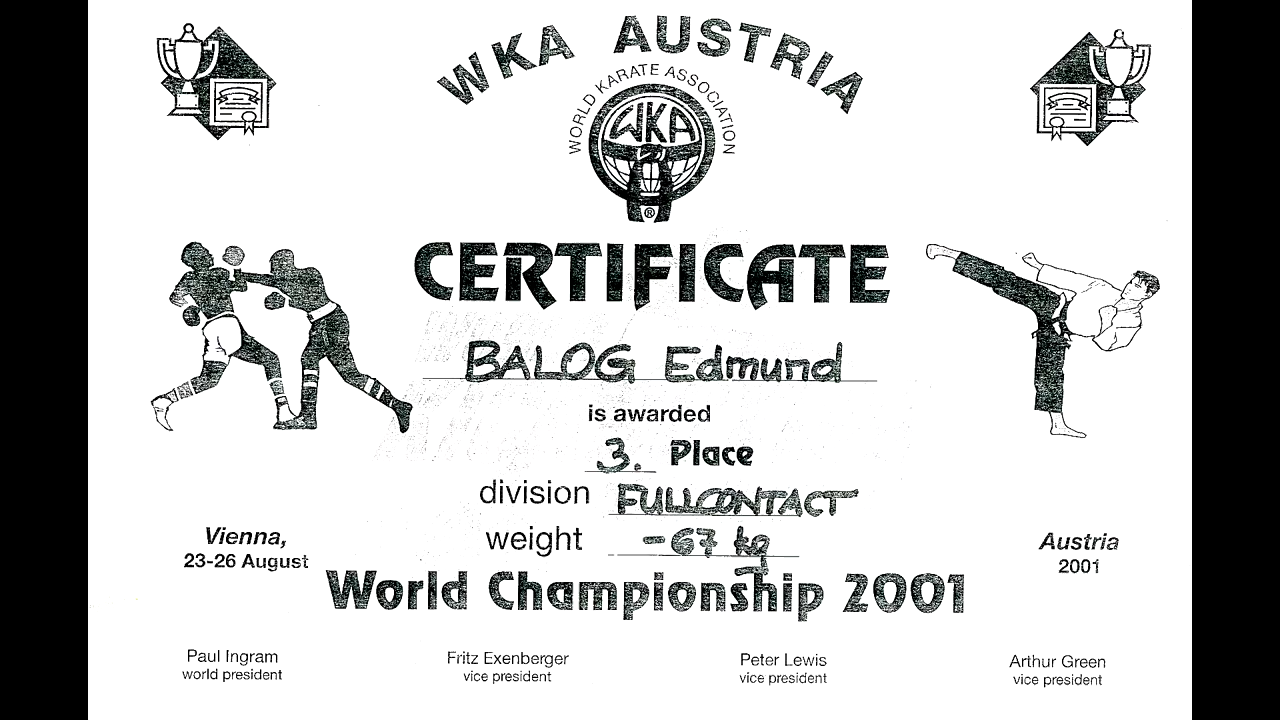 WKA AUSTRIA
WORLD KARATE ASSOCIATION
WKA
®
CERTIFICATE
BALOG Edmund
is awarded
3. Place
division FULLCONTACT
weight -67 kg
Vienna,
23-26 August
Austria
2001
World Championship 2001
Paul Ingram
world president
Fritz Exenberger
vice president
Peter Lewis
vice president
Arthur Green
vice president